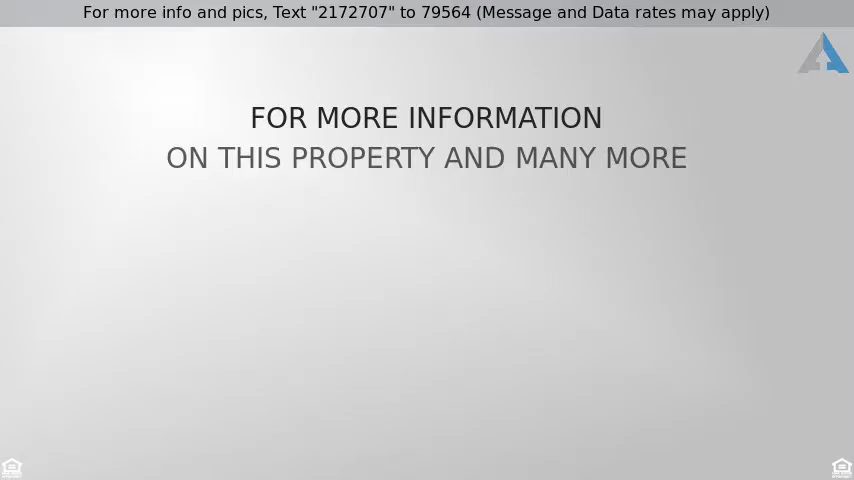 For more info and pics, Text "2172707" to 79564 (Message and Data rates may apply)
FOR MORE INFORMATION
ON THIS PROPERTY AND MANY MORE